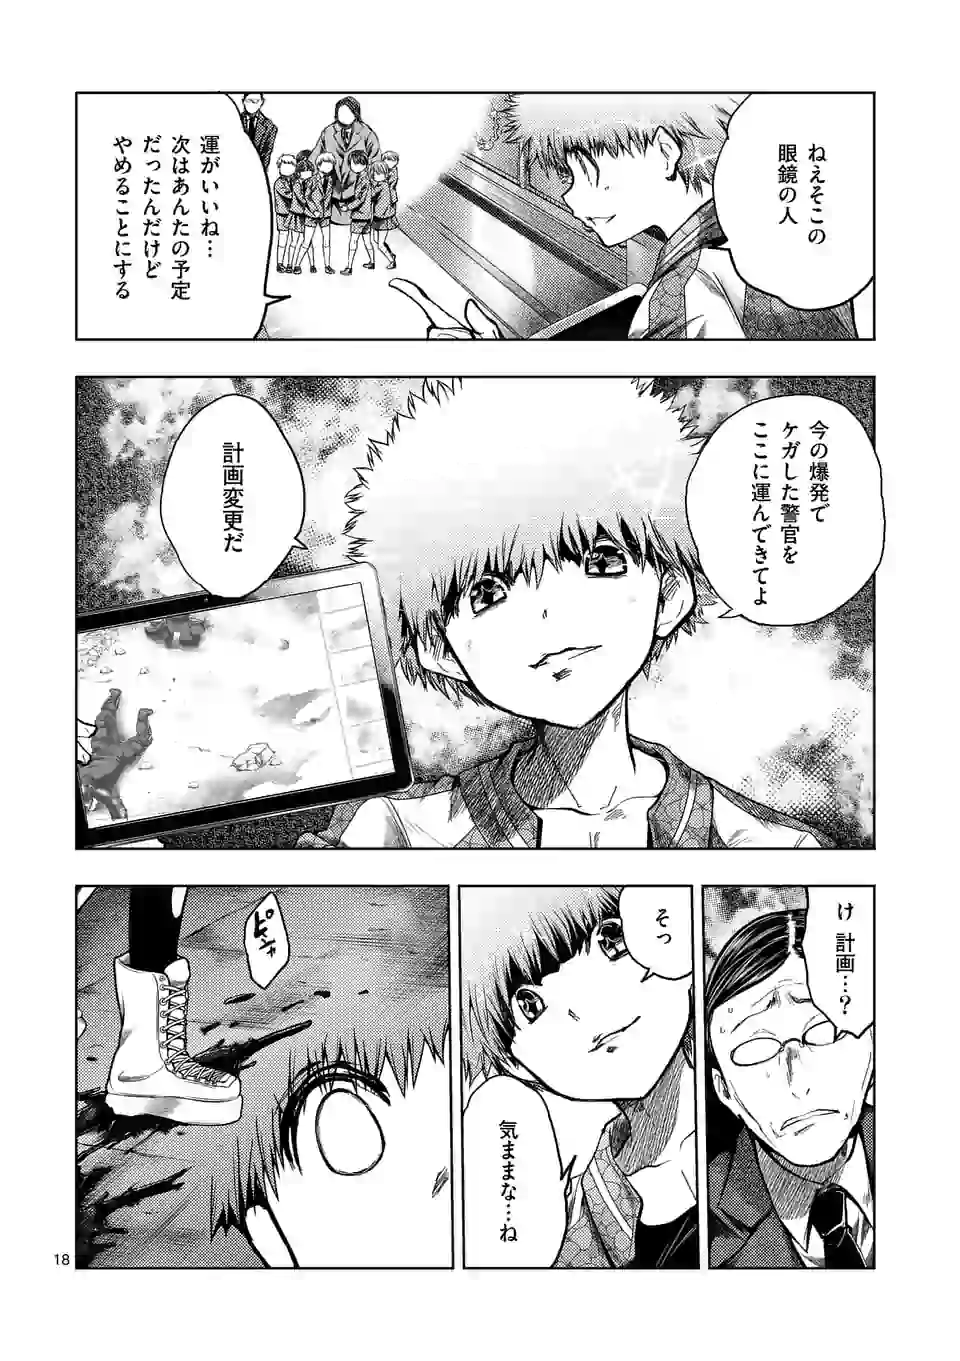 ねえそこの
眼鏡の人
運がいいね…
次はあんたの予定
だったんだけど
やめることにする
今の爆発で
ケガした警官を
ここに運んできてよ
計画変更だ
け 計画…？
そっ
気ままな…ね
ピチャ
18